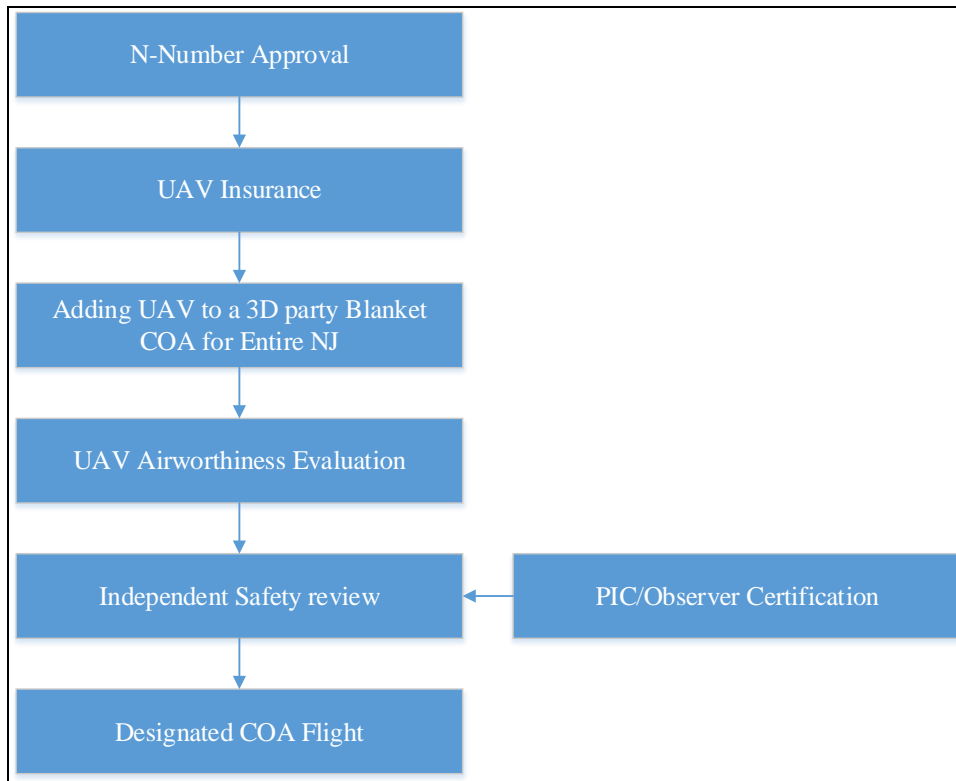 N-Number Approval
UAV Insurance
Adding UAV to a 3D party Blanket
COA for Entire NJ
UAV Airworthiness Evaluation
Independent Safety review
PIC/Observer Certification
Designated COA Flight